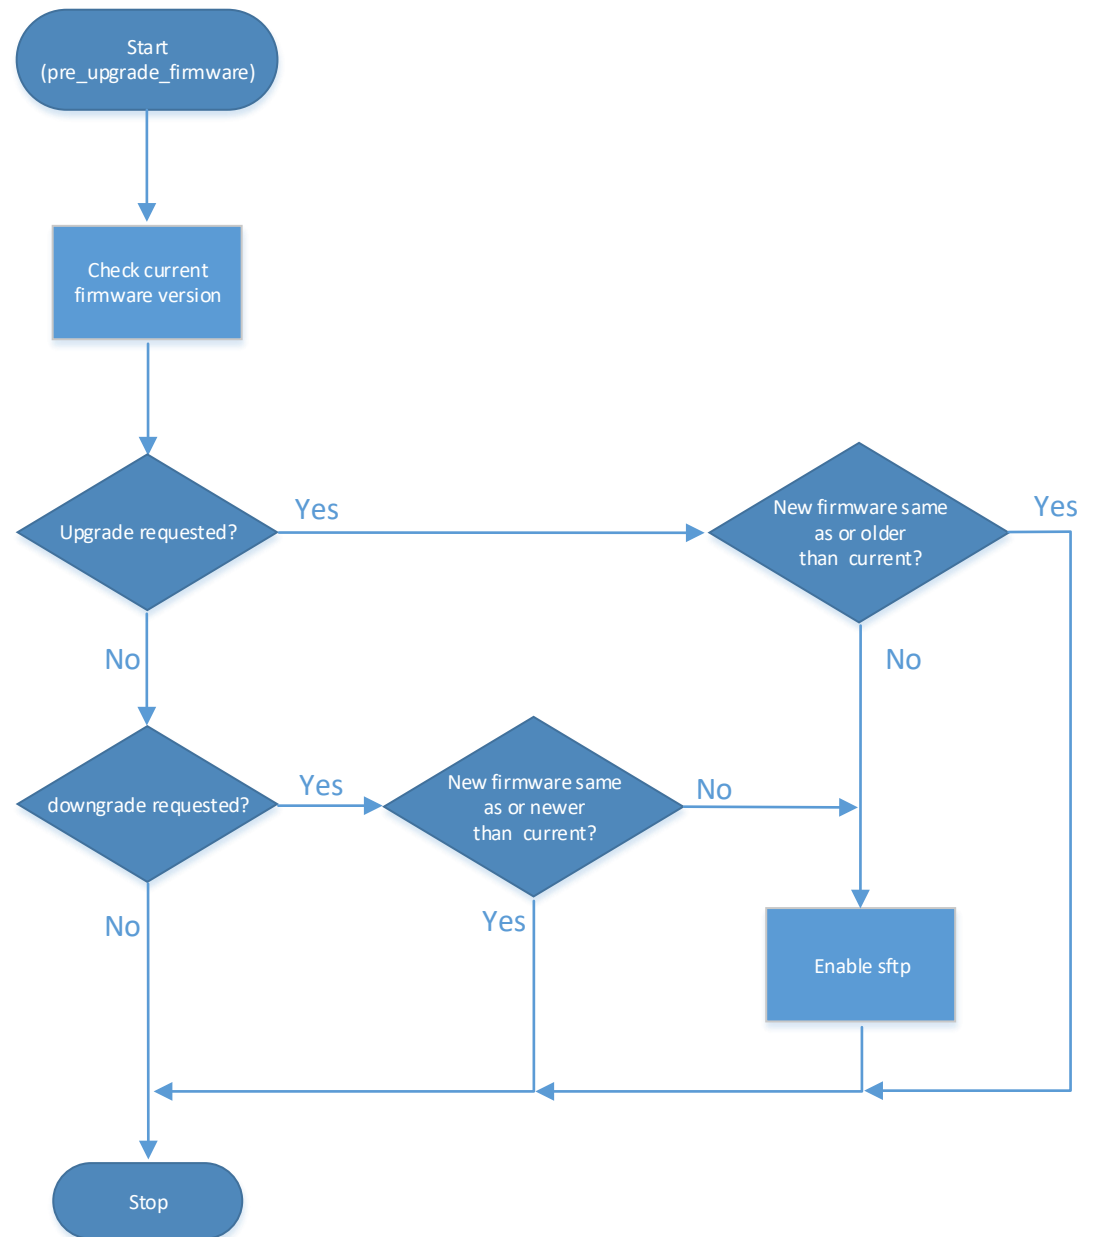 Start
(pre_upgrade_firmware)
Check current
firmware version
Upgrade requested?
Yes
New firmware same
as or older
than current?
Yes
No
No
downgrade requested?
Yes
New firmware same
as or newer
than current?
No
No
Yes
Enable sftp
Stop